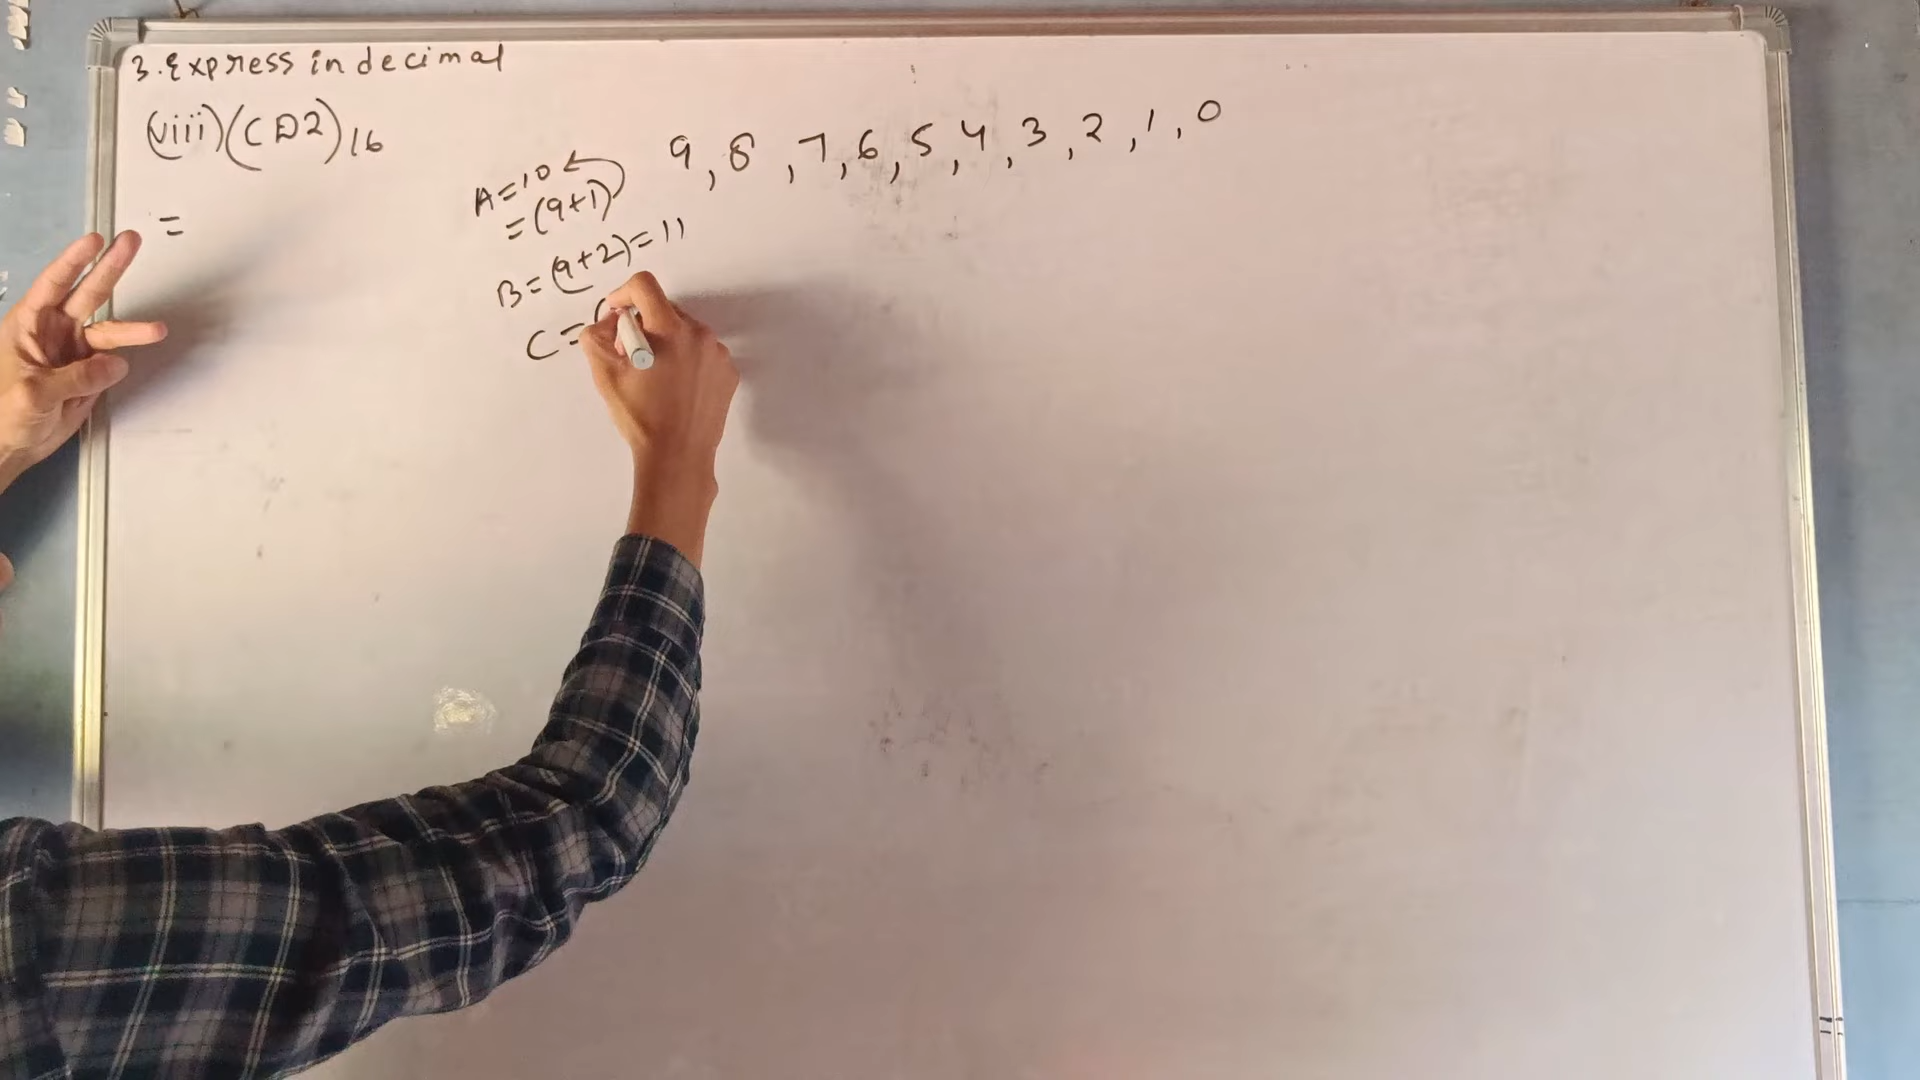 3. Express in decimal
(viii) (CD2)16
=
9, 8, 7, 6, 5, 4, 3, 2, 1, 0
A=10
=(9+1)
B=(9+2)=11
C=(